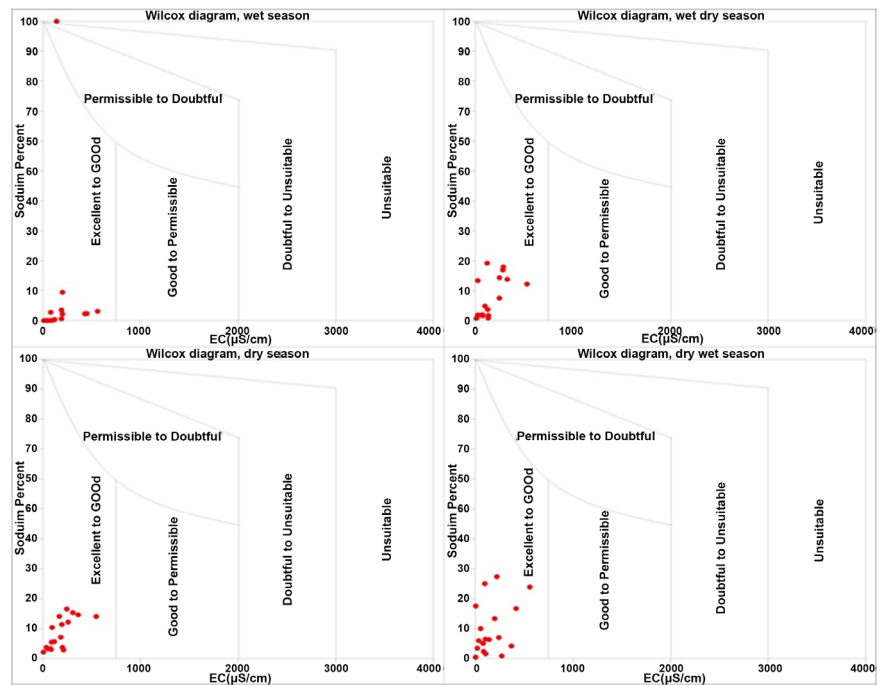 Wilcox diagram, wet season
100
90
80
70
50
60
40
30
20
10
0
Soduim Percent
Permissible to Doubtful
Excellent to GOOd
Good to Permissible
Doubtful to Unsuitable
Unsuitable
0 1000 2000 3000 4000
EC(µS/cm)
Wilcox diagram, wet dry season
100
90
80
70
50
60
40
30
20
10
0
Soduim Percent
Permissible to Doubtful
Excellent to GOOd
Good to Permissible
Doubtful to Unsuitable
Unsuitable
0 1000 2000 3000 4000
EC(µS/cm)
Wilcox diagram, dry season
100
90
80
70
50
60
40
30
20
10
0
Soduim Percent
Permissible to Doubtful
Excellent to GOOd
Good to Permissible
Doubtful to Unsuitable
Unsuitable
0 1000 2000 3000 4000
EC(µS/cm)
Wilcox diagram, dry wet season
100
90
80
70
50
60
40
30
20
10
0
Soduim Percent
Permissible to Doubtful
Excellent to GOOd
Good to Permissible
Doubtful to Unsuitable
Unsuitable
0 1000 2000 3000 4000
EC(µS/cm)